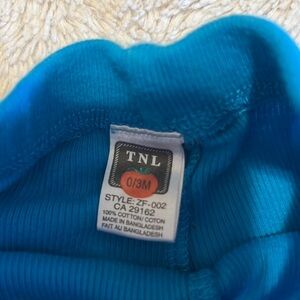 TNL
0/3M
STYLE: ZF-002
CA 29162
100% COTTON/COTON
MADE IN BANGLADESH
FAIT AU BANGLADESH